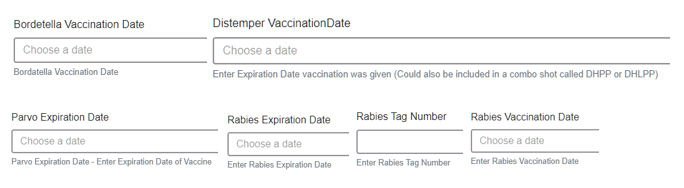 Bordetella Vaccination Date
Distemper VaccinationDate
Choose a date
Choose a date
Bordatella Vaccination Date
Enter Expiration Date vaccination was given (Could also be included in a combo shot called DHPP or DHLPP)
Parvo Expiration Date
Rabies Expiration Date
Rabies Tag Number
Rabies Vaccination Date
Choose a date
Choose a date
Choose a date
Parvo Expiration Date - Enter Expiration Date of Vaccine
Enter Rabies Expiration Date
Enter Rabies Tag Number
Enter Rabies Vaccination Date